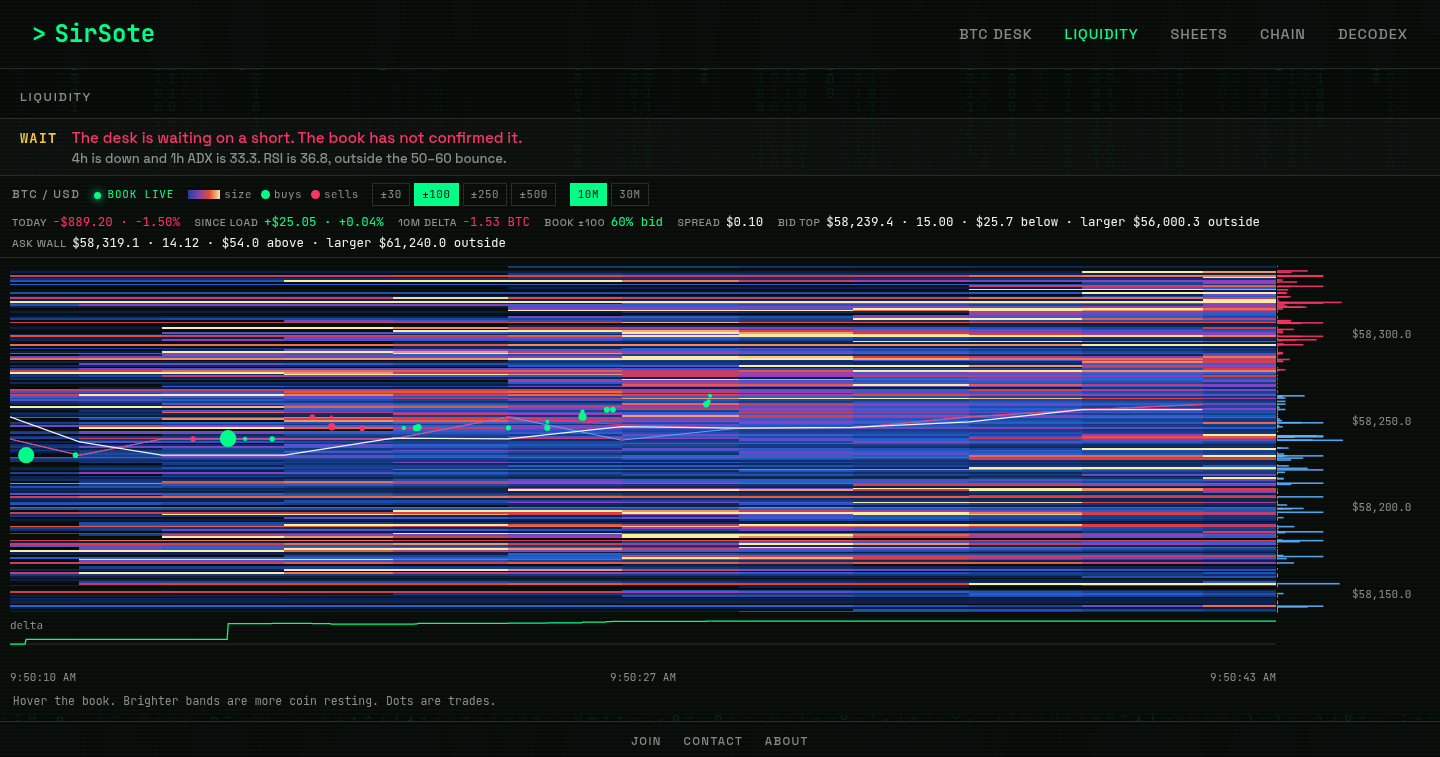 > SirSote
BTC DESK LIQUIDITY SHEETS CHAIN DECODEX
LIQUIDITY
WAIT The desk is waiting on a short. The book has not confirmed it.
4h is down and 1h ADX is 33.3. RSI is 36.8, outside the 50–60 bounce.
BTC / USD BOOK LIVE size buys sells ±30 ±100 ±250 ±500 10M 30M
TODAY -$889.20 · -1.50% SINCE LOAD +$25.05 · +0.04% 10M DELTA -1.53 BTC BOOK ±100 60% bid SPREAD $0.10 BID TOP $58,239.4 · 15.00 · $25.7 below · larger $56,000.3 outside
ASK WALL $58,319.1 · 14.12 · $54.0 above · larger $61,240.0 outside
$58,300.0
$58,250.0
$58,200.0
$58,150.0
delta
9:50:10 AM 9:50:27 AM 9:50:43 AM
Hover the book. Brighter bands are more coin resting. Dots are trades.
JOIN CONTACT ABOUT